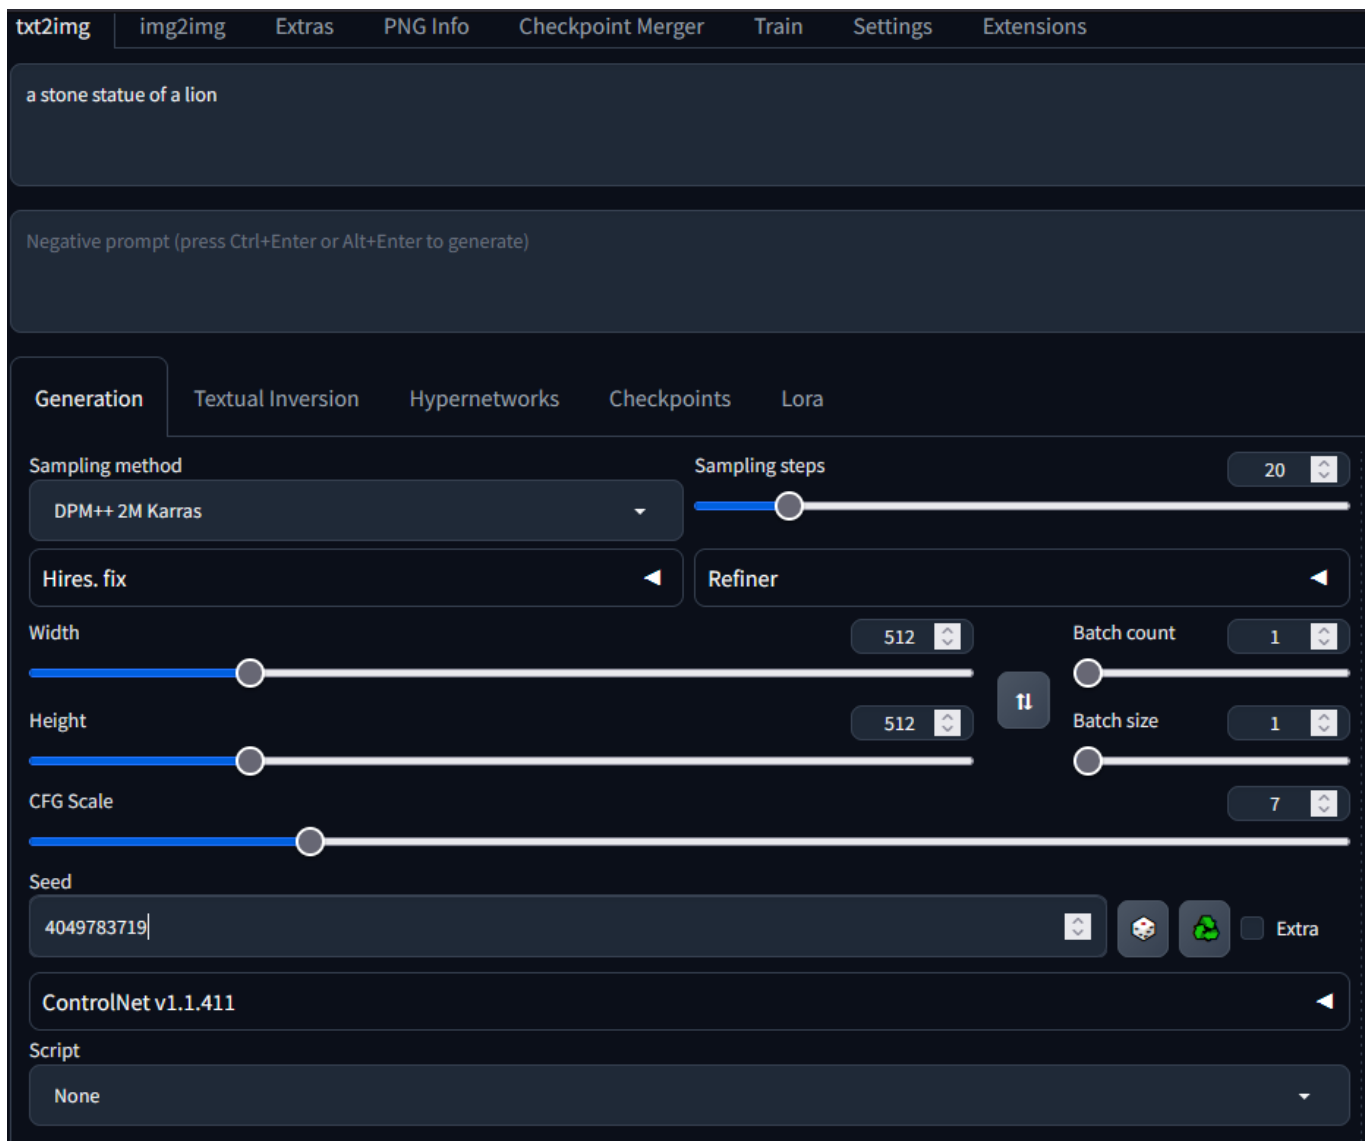 txt2img img2img Extras PNG Info Checkpoint Merger Train Settings Extensions
a stone statue of a lion
Negative prompt (press Ctrl+Enter or Alt+Enter to generate)
Generation Textual Inversion Hypernetworks Checkpoints Lora
Sampling method Sampling steps 20
DPM++ 2M Karras
Hires. fix Refiner
Width 512 Batch count 1
Height 512 Batch size 1
CFG Scale 7
Seed
4049783719 Extra
ControlNet v1.1.411
Script
None